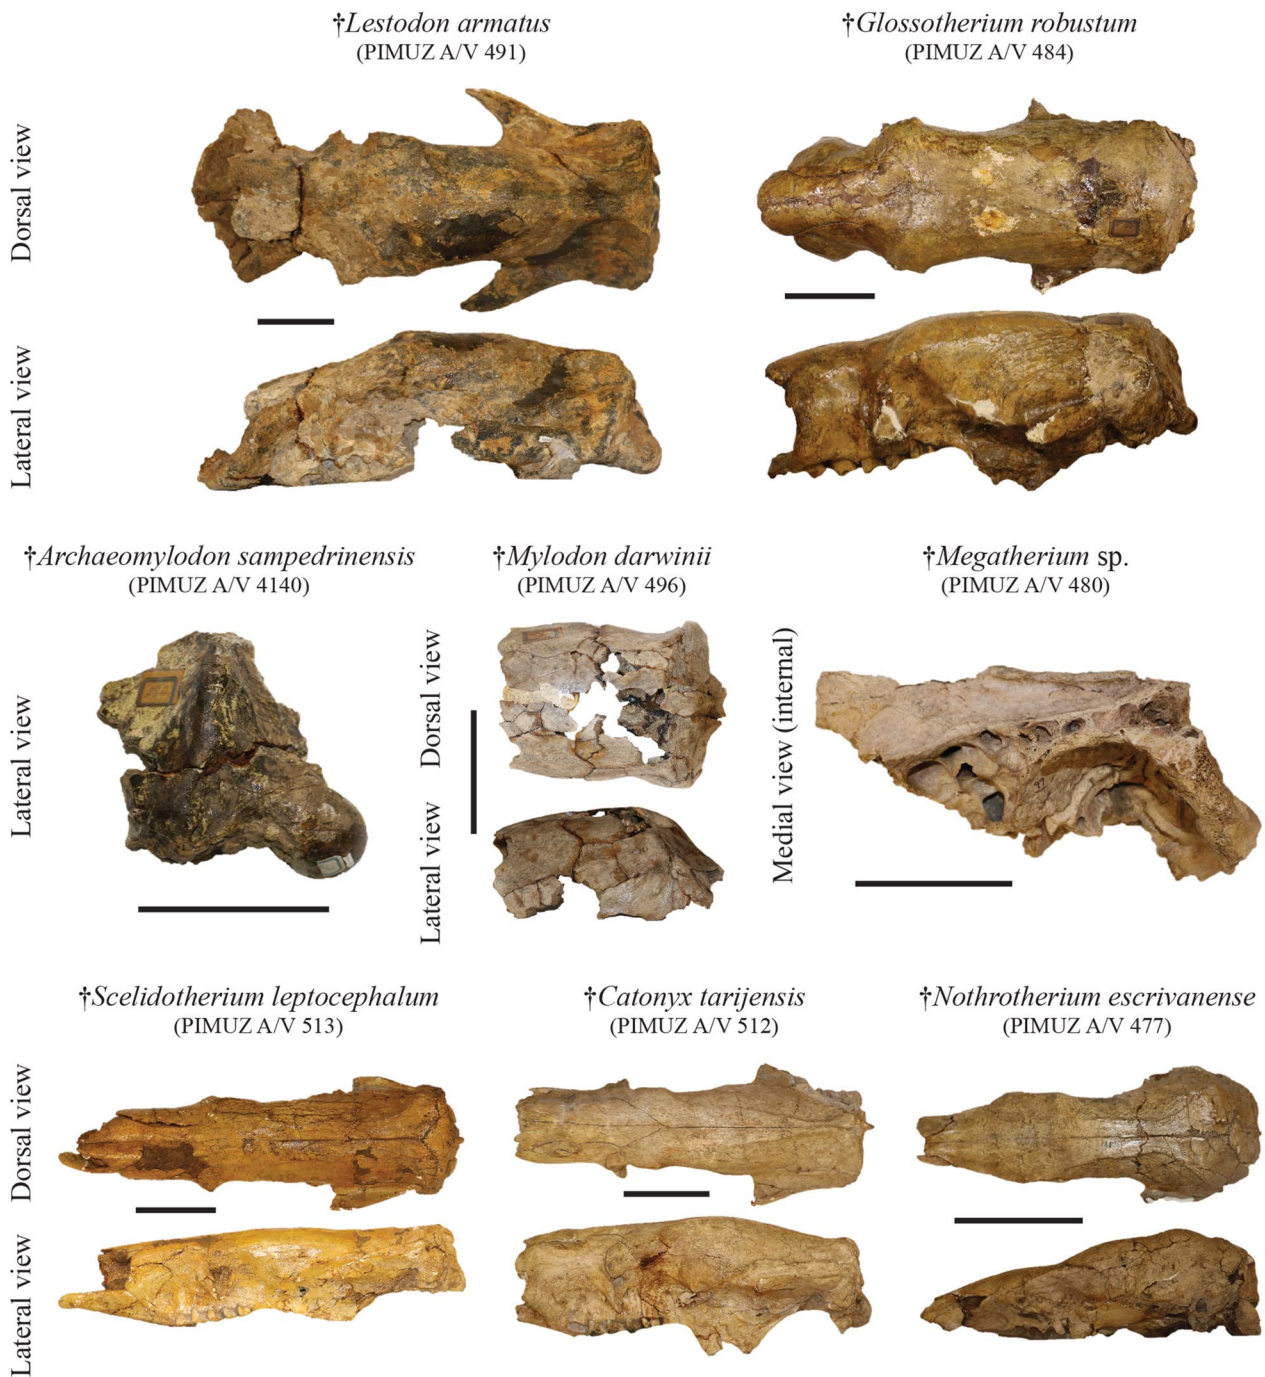 †Lestodon armatus
(PIMUZ A/V 491)
†Glossotherium robustum
(PIMUZ A/V 484)
Dorsal view
Lateral view
†Archaeomylodon sampedrinensis
(PIMUZ A/V 4140)
†Mylodon darwinii
(PIMUZ A/V 496)
†Megatherium sp.
(PIMUZ A/V 480)
Lateral view
Dorsal view
Lateral view
Medial view (internal)
†Scelidotherium leptocephalum
(PIMUZ A/V 513)
†Catonyx tarijensis
(PIMUZ A/V 512)
†Nothrotherium escrivanense
(PIMUZ A/V 477)
Dorsal view
Lateral view